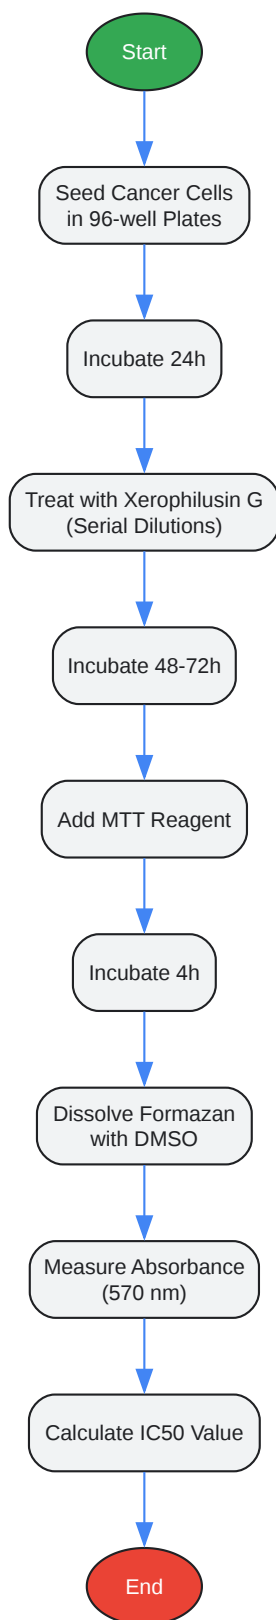 Start
Seed Cancer Cells
in 96-well Plates
Incubate 24h
Treat with Xerophilusin G
(Serial Dilutions)
Incubate 48-72h
Add MTT Reagent
Incubate 4h
Dissolve Formazan
with DMSO
Measure Absorbance
(570 nm)
Calculate IC50 Value
End